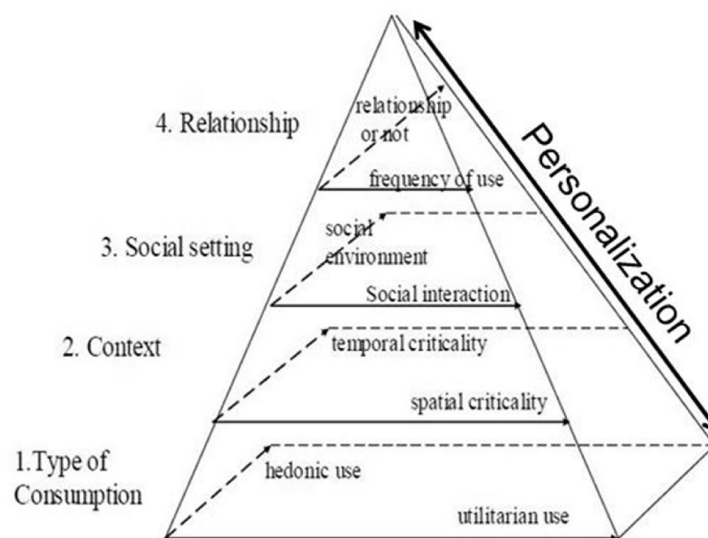 4. Relationship
relationship
or not
frequency of use
3. Social setting
social
environment
Social interaction
2. Context
temporal criticality
spatial criticality
1.Type of
Consumption
hedonic use
utilitarian use
Personalization